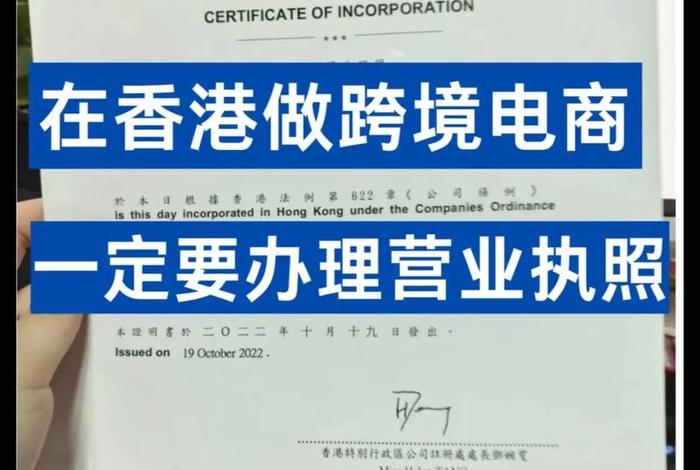 CERTIFICATE OF INCORPORATION
在香港做跨境电商
於本日根據香港法例第622章《公司條例》
is this day incorporated in Hong Kong under the Companies Ordinance
一定要办理营业执照
本證明書於二〇二二年十月十九日發出。
Issued on 19 October 2022.
香港特別行政區公司註冊處處長鄧婉雯